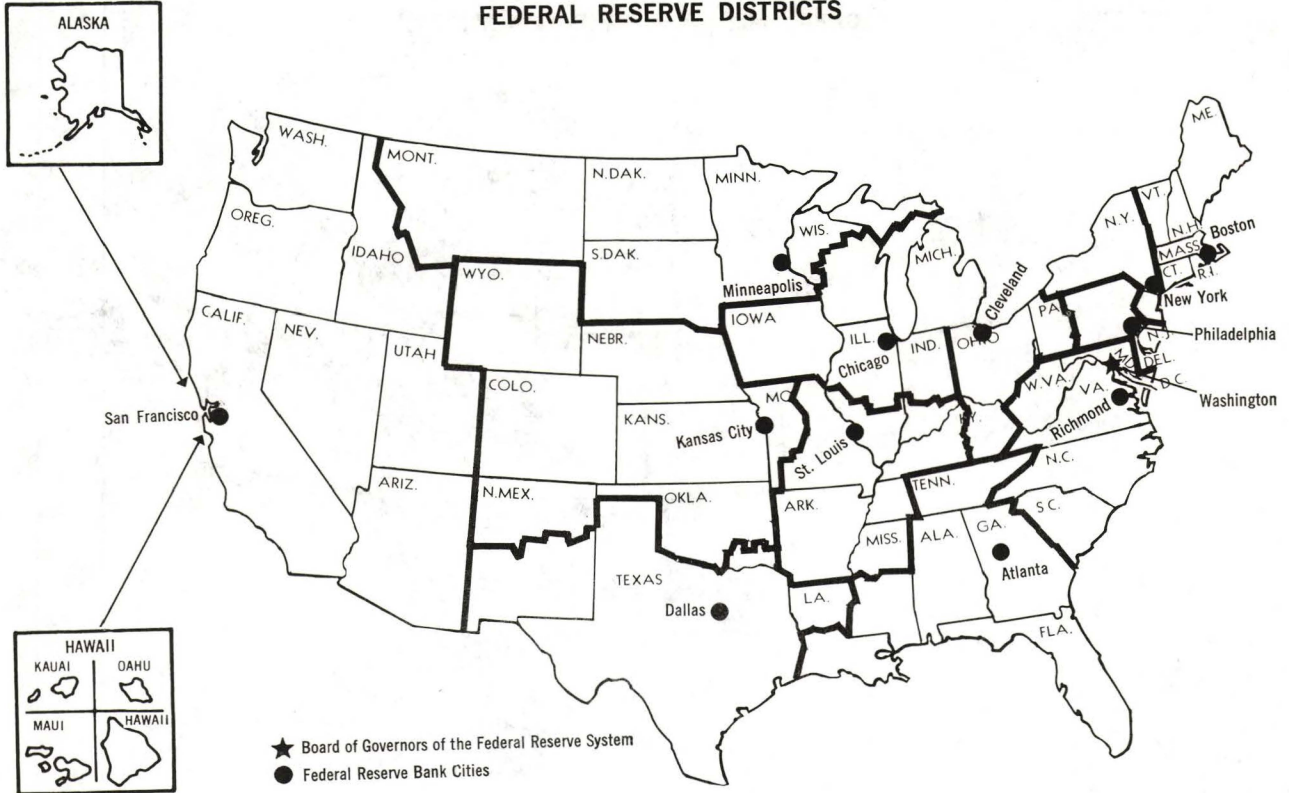 FEDERAL RESERVE DISTRICTS
ALASKA
WASH.
MONT.
N.DAK.
MINN.
ME.
OREG.
IDAHO
WYO.
S.DAK.
WIS.
MICH.
N.Y.
VT.
N.H.
Boston
MASS.
CT.
R.I.
Minneapolis
Cleveland
New York
CALIF.
NEV.
UTAH
NEBR.
IOWA
ILL.
Chicago
IND.
OHIO
PA.
Philadelphia
N.J.
DEL.
COLO.
KANS.
MO.
Kansas City
St. Louis
KY.
W.VA.
VA.
MD.
D.C.
Washington
Richmond
San Francisco
ARIZ.
N.MEX.
OKLA.
ARK.
TENN.
N.C.
S.C.
MISS.
ALA.
GA.
Atlanta
TEXAS
Dallas
LA.
FLA.
HAWAII
KAUAI
OAHU
MAUI
HAWAII
Board of Governors of the Federal Reserve System
Federal Reserve Bank Cities